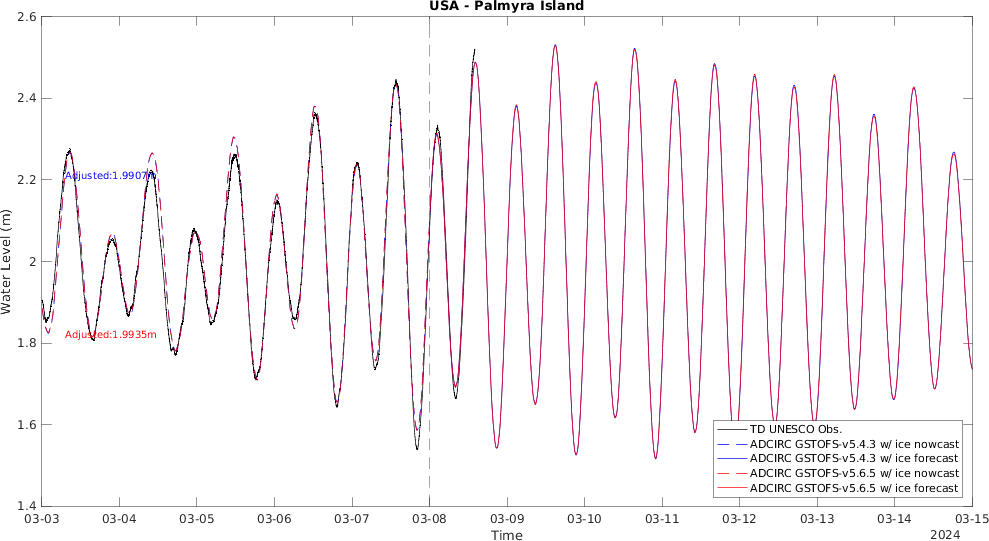 USA - Palmyra Island
2.6
2.4
2.2
2
1.8
1.6
1.4
Water Level (m)
Adjusted:1.9907m
Adjusted:1.9935m
TD UNESCO Obs.
ADCIRC GSTOFS-v5.4.3 w/ ice nowcast
ADCIRC GSTOFS-v5.4.3 w/ ice forecast
ADCIRC GSTOFS-v5.6.5 w/ ice nowcast
ADCIRC GSTOFS-v5.6.5 w/ ice forecast
03-03 03-04 03-05 03-06 03-07 03-08 03-09 03-10 03-11 03-12 03-13 03-14 03-15
Time
2024